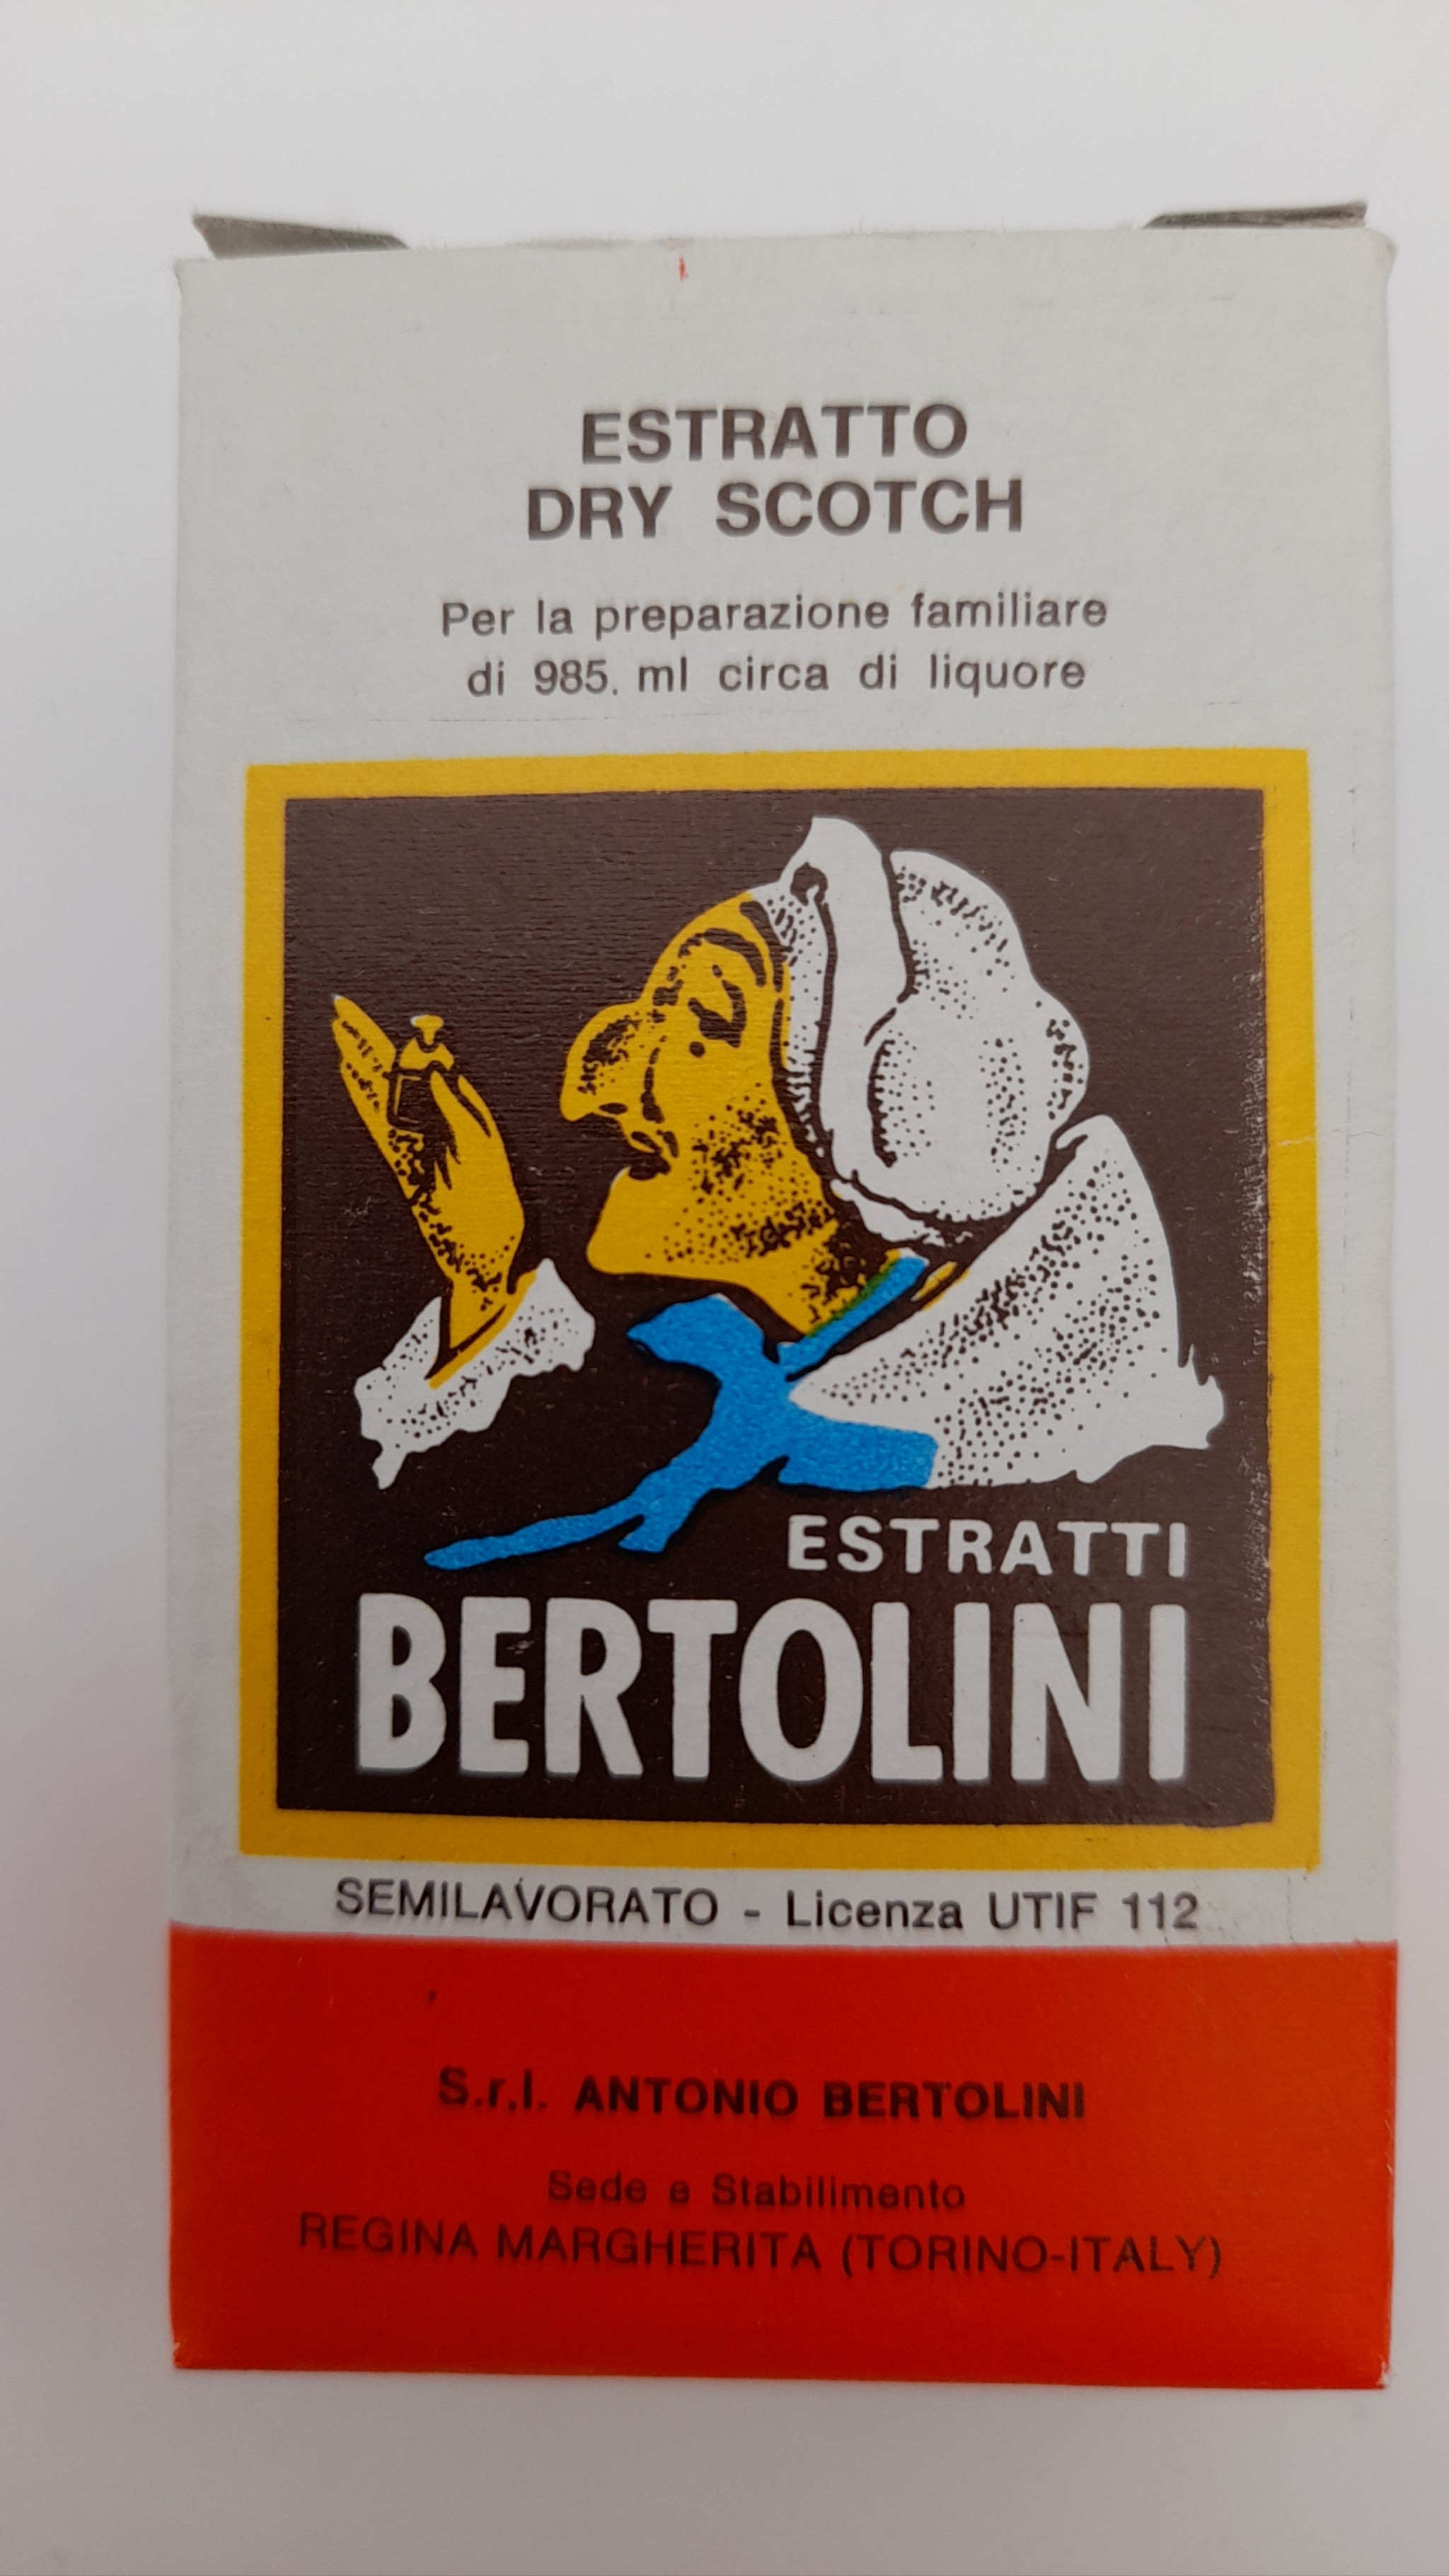 ESTRATTO
DRY SCOTCH
Per la preparazione familiare
di 985. ml circa di liquore
ESTRATTI
BERTOLINI
SEMILAVORATO - Licenza UTIF 112
S.r.l. ANTONIO BERTOLINI
Sede e Stabilimento
REGINA MARGHERITA (TORINO-ITALY)